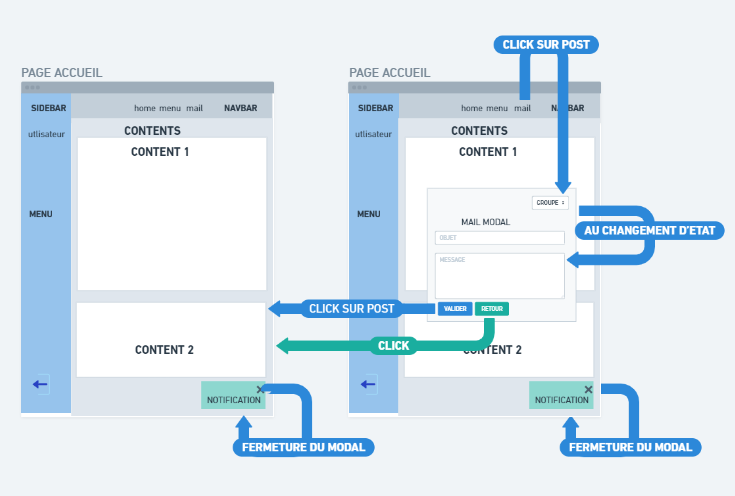 CLICK SUR POST
PAGE ACCUEIL
SIDEBAR
home menu mail
NAVBAR
utlisateur
CONTENTS
CONTENT 1
MENU
CONTENT 2
NOTIFICATION
FERMETURE DU MODAL
PAGE ACCUEIL
SIDEBAR
home menu mail
NAVBAR
utlisateur
CONTENTS
CONTENT 1
GROUPE
MENU
MAIL MODAL
AU CHANGEMENT D'ETAT
OBJET
MESSAGE
CLICK SUR POST
VALIDER
RETOUR
CLICK
CONTENT 2
NOTIFICATION
FERMETURE DU MODAL